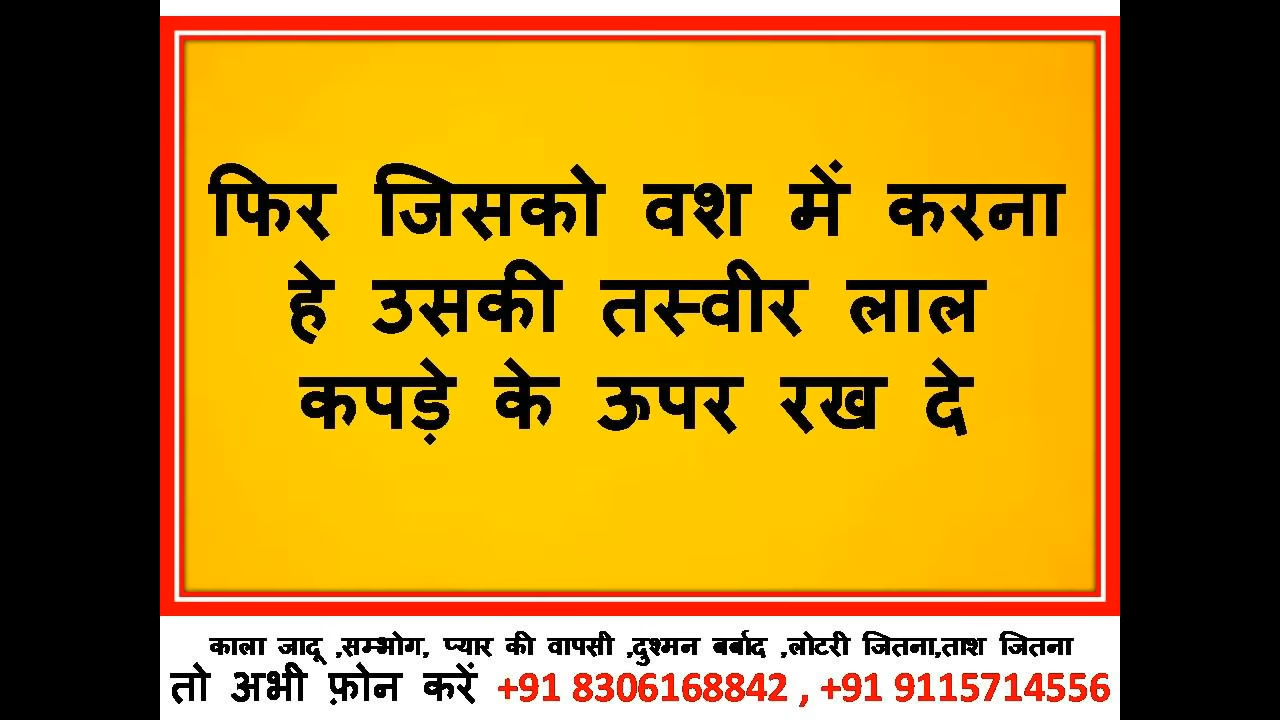 फिर जिसको वश में करना
हे उसकी तस्वीर लाल
कपड़े के ऊपर रख दे
काला जादू ,सम्भोग, प्यार की वापसी ,दुश्मन बर्बाद ,लोटरी जितना,ताश जितना
तो अभी फ़ोन करें +91 8306168842 , +91 9115714556